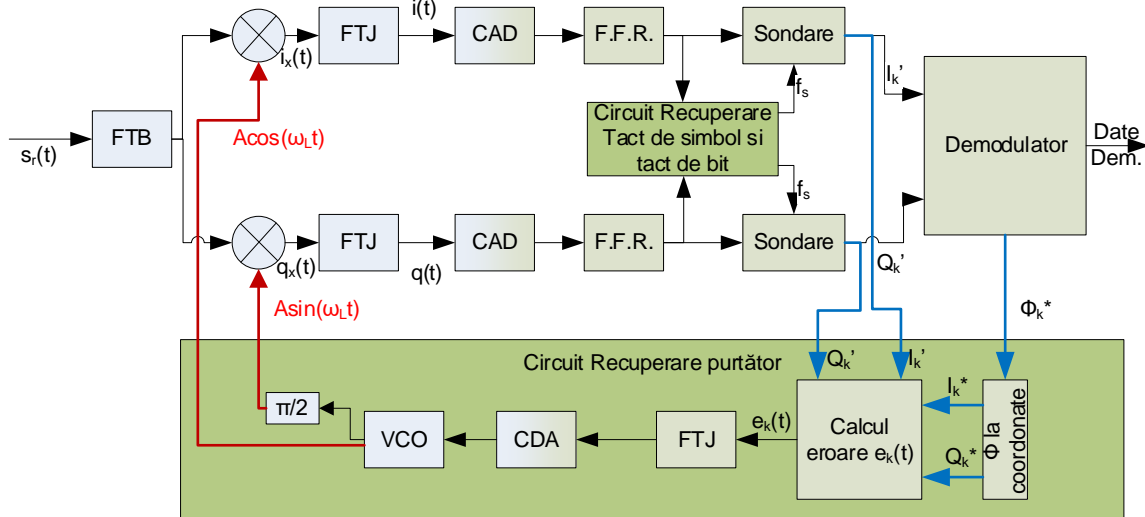 i(t)
FTJ
CAD
F.F.R.
Sondare
i_x(t)
I_k’
f_s
s_r(t)
FTB
Acos(ω_Lt)
Circuit Recuperare
Tact de simbol si
tact de bit
Demodulator
Date
Dem.
f_s
FTJ
CAD
F.F.R.
Sondare
q_x(t)
q(t)
Q_k’
Asin(ω_Lt)
Φ_k*
Circuit Recuperare purtător
Q_k’
I_k’
π/2
VCO
CDA
FTJ
e_k(t)
Calcul
eroare e_k(t)
I_k*
Q_k*
Φ la
coordonate